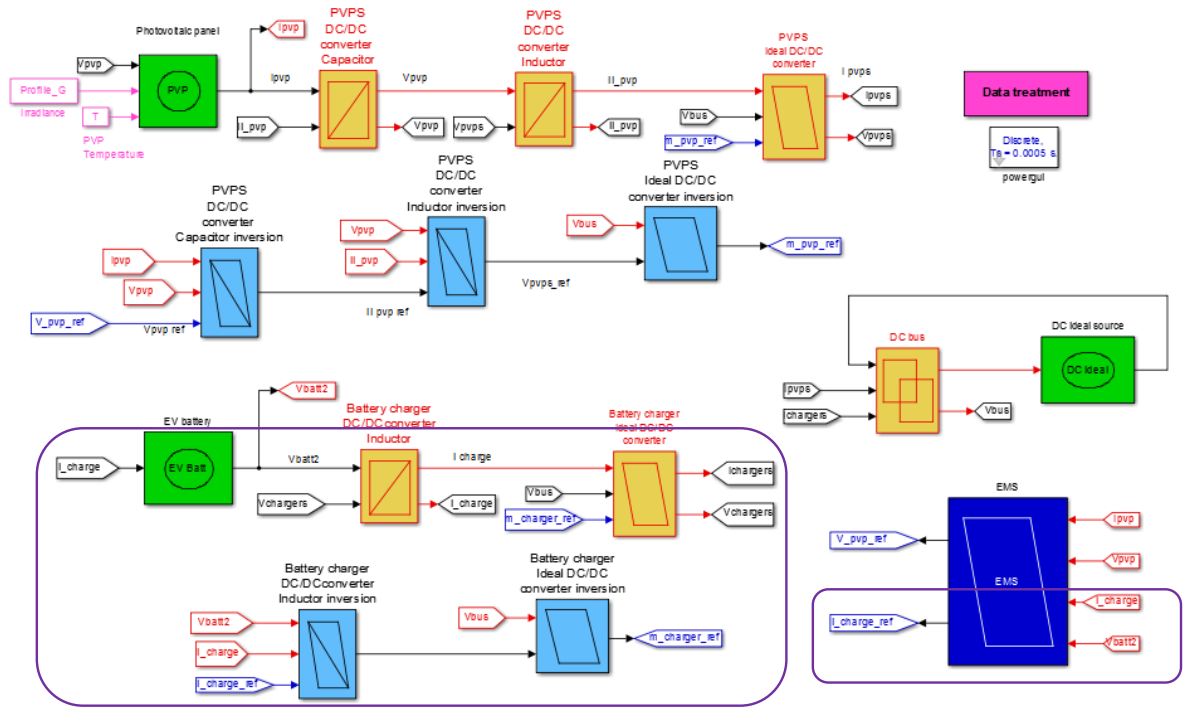 Photovoltaic panel
Vpvp
Profile_G
Irradiance
T
PVP
Temperature
PVP
Ipvp
Ipvp
PVPS
DC/DC
converter
Capacitor
Il_pvp
Vpvp
Vpvp
PVPS
DC/DC
converter
Inductor
Vpvps
Il_pvp
Il_pvp
PVPS
Ideal DC/DC
converter
Vbus
m_pvp_ref
I pvps
Ipvps
Vpvps
Data treatment
Discrete,
Ts = 0.0005 s.
powergui
PVPS
DC/DC
converter
Capacitor inversion
Ipvp
Vpvp
V_pvp_ref
Vpvp ref
Il pvp ref
PVPS
DC/DC
converter
Inductor inversion
Vpvp
Il_pvp
Vpvps_ref
PVPS
Ideal DC/DC
converter inversion
Vbus
m_pvp_ref
DC bus
Ipvps
Ichargers
Vbus
DC Ideal source
DC Ideal
Vbatt2
EV battery
I_charge
EV Batt
Vbatt2
Battery charger
DC/DC converter
Inductor
Vchargers
I charge
I_charge
Battery charger
Ideal DC/DC
converter
Vbus
m_charger_ref
Ichargers
Vchargers
Battery charger
DC/DCconverter
Inductor inversion
Vbatt2
I_charge
I_charge_ref
Battery charger
Ideal DC/DC
converter inversion
Vbus
m_charger_ref
EMS
V_pvp_ref
I_charge_ref
EMS
Ipvp
Vpvp
I_charge
Vbatt2